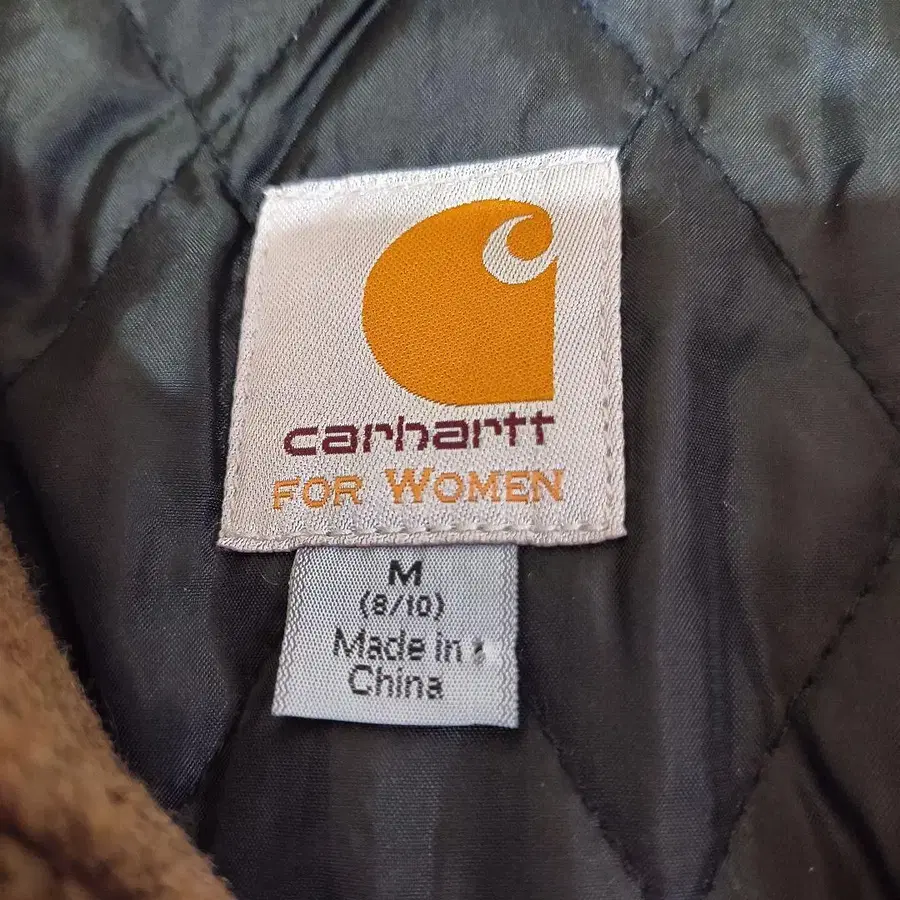 carhartt
FOR WOMEN
M
(8/10)
Made in
China